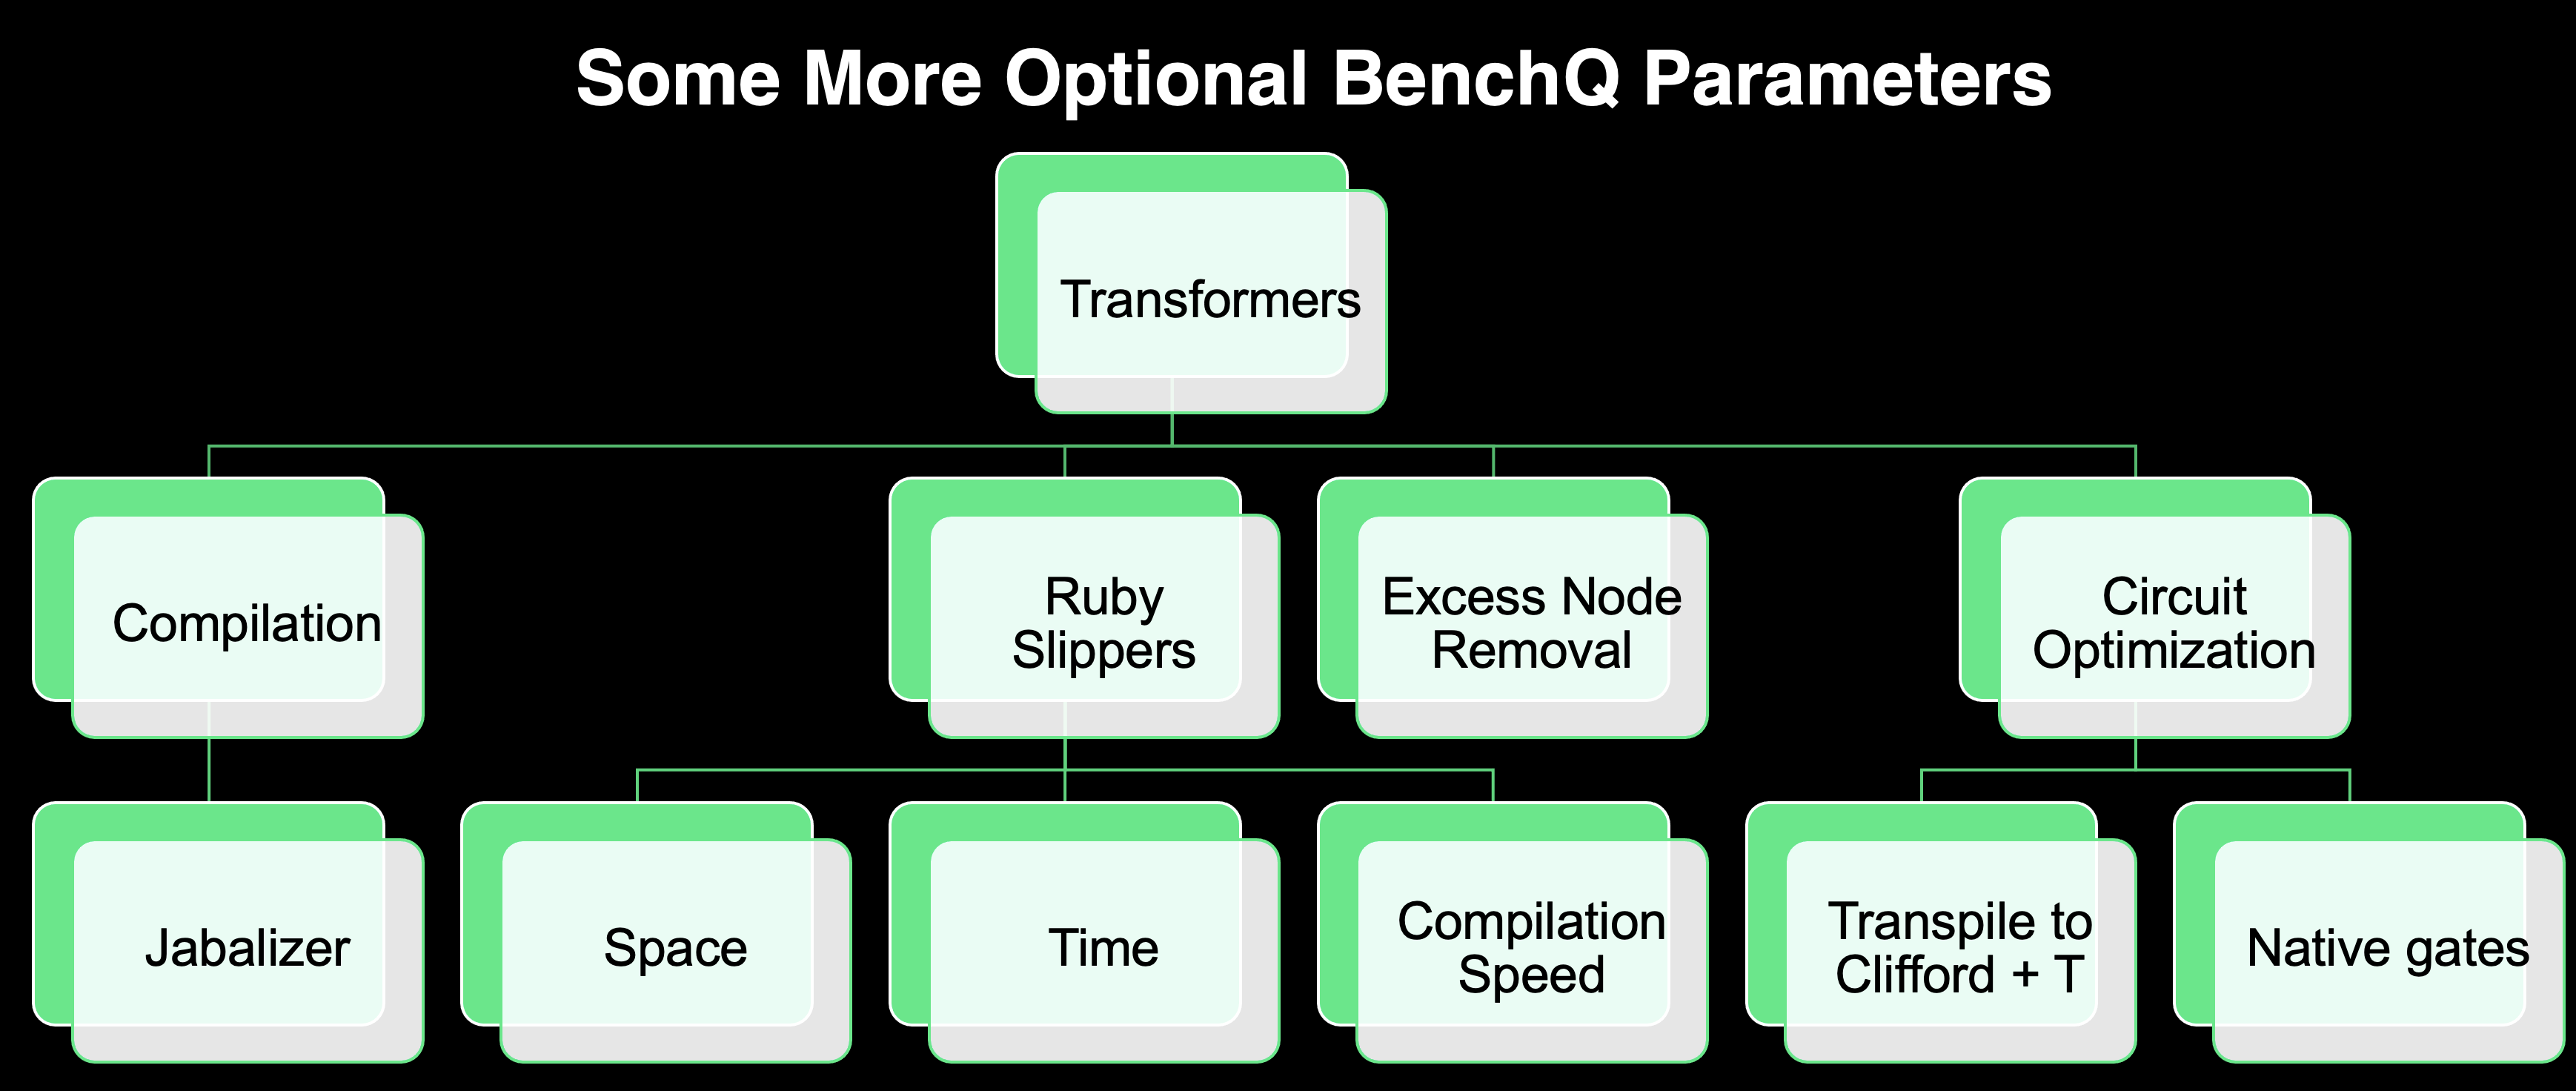 Some More Optional BenchQ Parameters
Transformers
Compilation
Ruby
Slippers
Excess Node
Removal
Circuit
Optimization
Jabalizer
Space
Time
Compilation
Speed
Transpile to
Clifford + T
Native gates